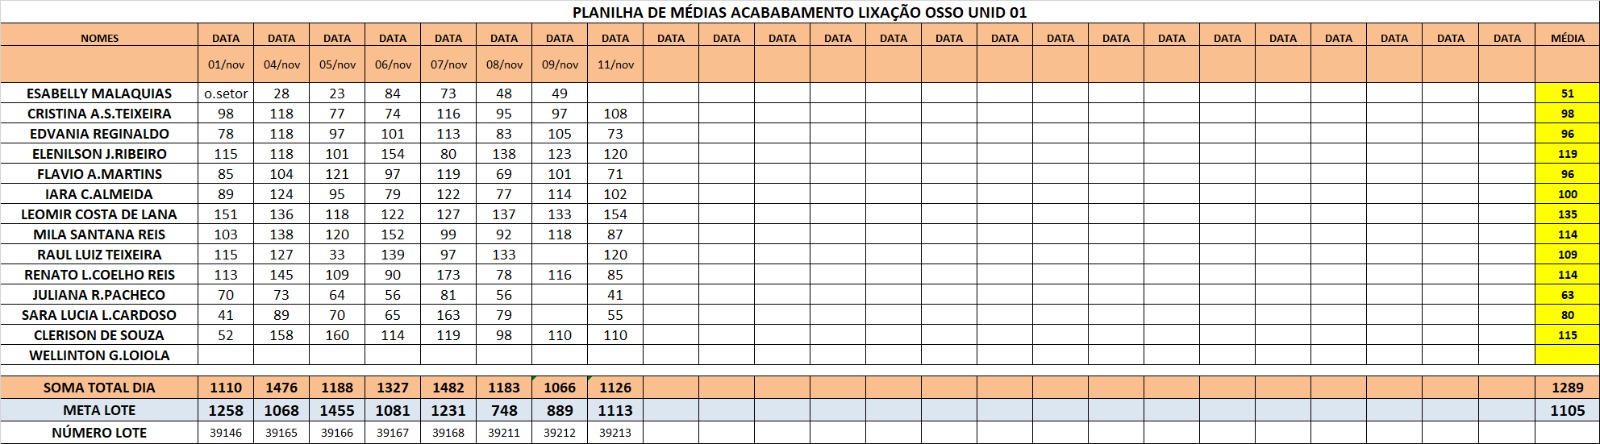 PLANILHA DE MÉDIAS ACABABAMENTO LIXAÇÃO OSSO UNID 01
NOMES DATA DATA DATA DATA DATA DATA DATA DATA DATA DATA DATA DATA DATA DATA DATA DATA DATA DATA DATA DATA DATA DATA DATA DATA MÉDIA
01/nov 04/nov 05/nov 06/nov 07/nov 08/nov 09/nov 11/nov
ESABELLY MALAQUIAS o.setor 28 23 84 73 48 49 51
CRISTINA A.S.TEIXEIRA 98 118 77 74 116 95 97 108 98
EDVANIA REGINALDO 78 118 97 101 113 83 105 73 96
ELENILSON J.RIBEIRO 115 118 101 154 80 138 123 120 119
FLAVIO A.MARTINS 85 104 121 97 119 69 101 71 96
IARA C.ALMEIDA 89 124 95 79 122 77 114 102 100
LEOMIR COSTA DE LANA 151 136 118 122 127 137 133 154 135
MILA SANTANA REIS 103 138 120 152 99 92 118 87 114
RAUL LUIZ TEIXEIRA 115 127 33 139 97 133 120 109
RENATO L.COELHO REIS 113 145 109 90 173 78 116 85 114
JULIANA R.PACHECO 70 73 64 56 81 56 41 63
SARA LUCIA L.CARDOSO 41 89 70 65 163 79 55 80
CLERISON DE SOUZA 52 158 160 114 119 98 110 110 115
WELLINTON G.LOIOLA
SOMA TOTAL DIA 1110 1476 1188 1327 1482 1183 1066 1126 1289
META LOTE 1258 1068 1455 1081 1231 748 889 1113 1105
NÚMERO LOTE 39146 39165 39166 39167 39168 39211 39212 39213